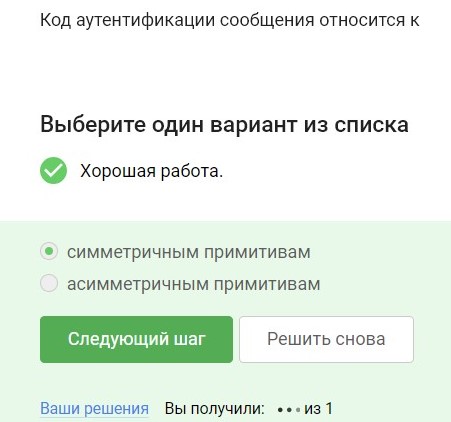 Код аутентификации сообщения относится к
Выберите один вариант из списка
Хорошая работа.
симметричным примитивам
асимметричным примитивам
Следующий шаг
Решить снова
Ваши решения Вы получили: ••• из 1